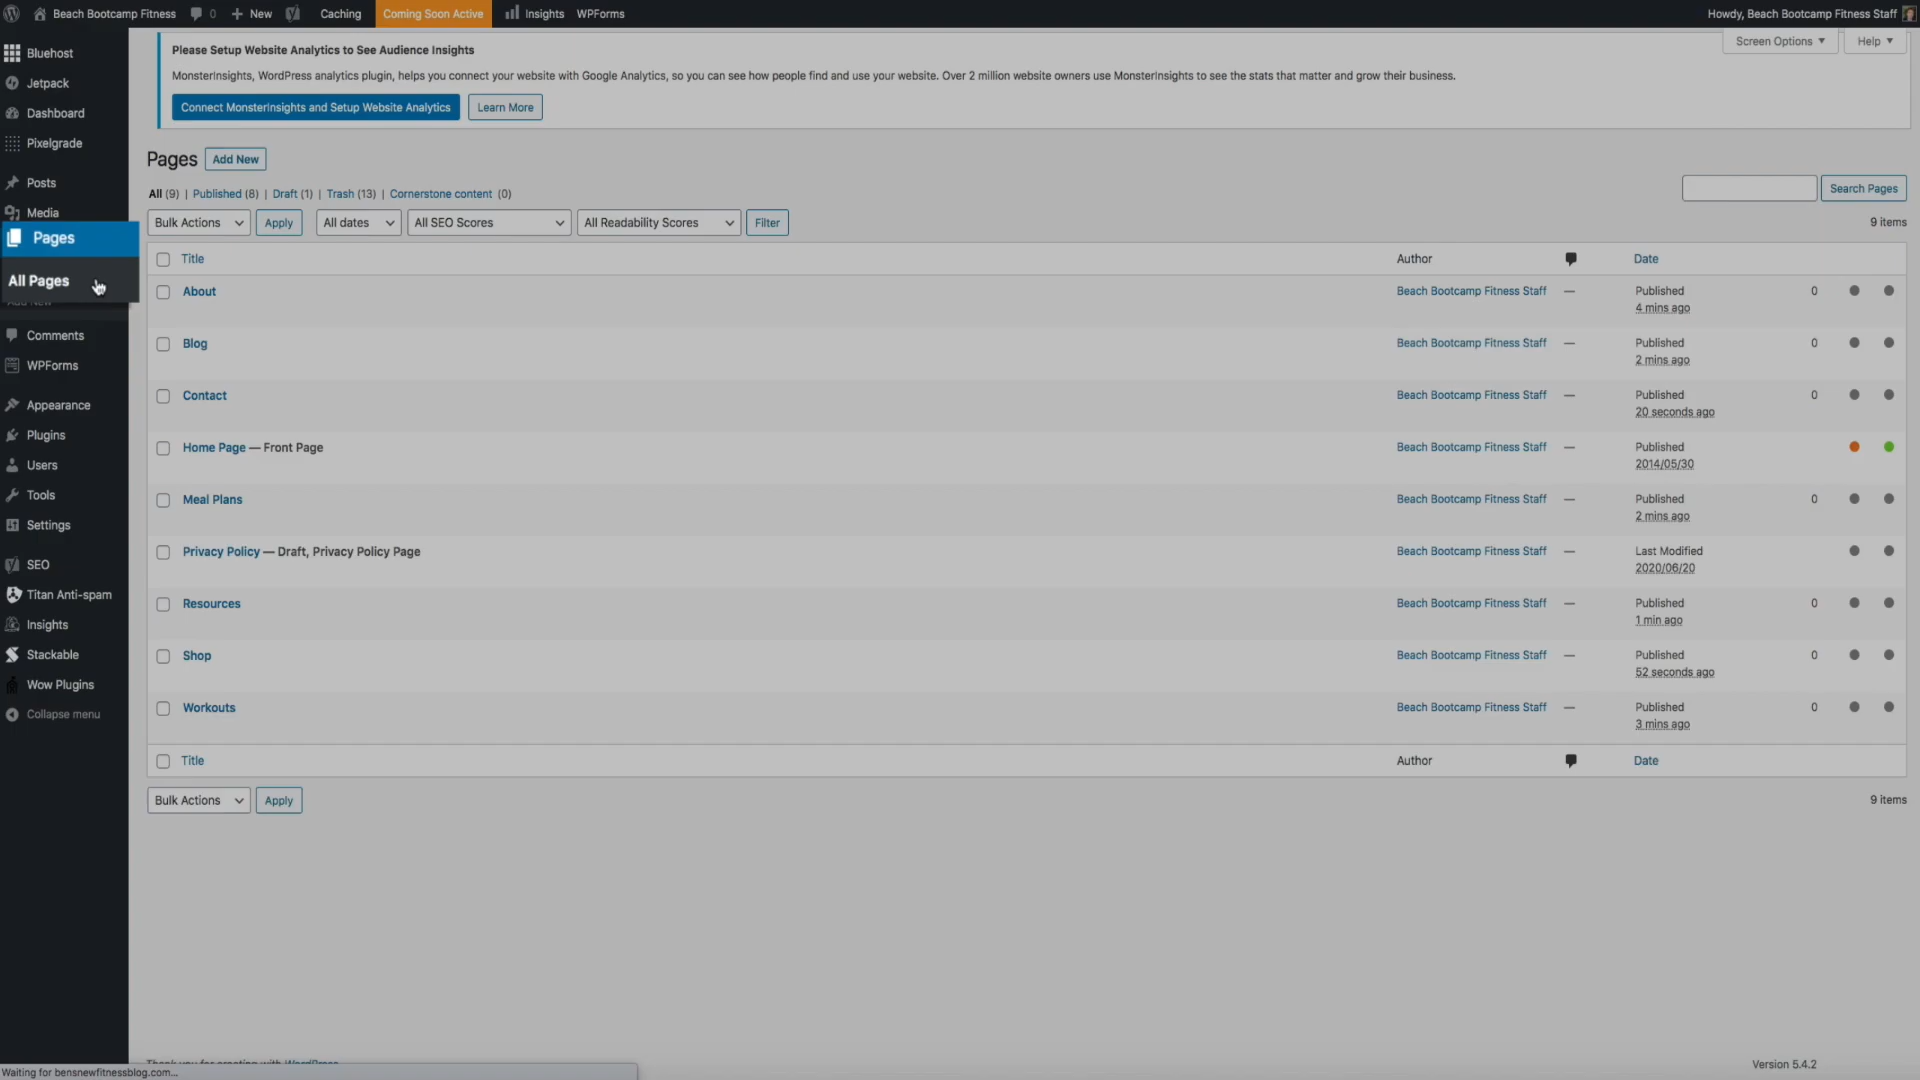 Beach Bootcamp Fitness 0 New Caching Coming Soon Active Insights WPForms Howdy, Beach Bootcamp Fitness Staff
Screen Options Help
Bluehost
Jetpack
Dashboard
Pixelgrade
Posts
Media
Pages
All Pages
Add New
Comments
WPForms
Appearance
Plugins
Users
Tools
Settings
SEO
Titan Anti-spam
Insights
Stackable
Wow Plugins
Collapse menu
Please Setup Website Analytics to See Audience Insights
MonsterInsights, WordPress analytics plugin, helps you connect your website with Google Analytics, so you can see how people find and use your website. Over 2 million website owners use MonsterInsights to see the stats that matter and grow their business.
Connect MonsterInsights and Setup Website Analytics Learn More
Pages Add New
All (9) | Published (8) | Draft (1) | Trash (13) | Cornerstone content (0)
Search Pages
Bulk Actions Apply All dates All SEO Scores All Readability Scores Filter 9 items
Title Author Date
About Beach Bootcamp Fitness Staff — Published 0
4 mins ago
Blog Beach Bootcamp Fitness Staff — Published 0
2 mins ago
Contact Beach Bootcamp Fitness Staff — Published 0
20 seconds ago
Home Page — Front Page Beach Bootcamp Fitness Staff — Published
2014/05/30
Meal Plans Beach Bootcamp Fitness Staff — Published 0
2 mins ago
Privacy Policy — Draft, Privacy Policy Page Beach Bootcamp Fitness Staff — Last Modified
2020/06/20
Resources Beach Bootcamp Fitness Staff — Published 0
1 min ago
Shop Beach Bootcamp Fitness Staff — Published 0
52 seconds ago
Workouts Beach Bootcamp Fitness Staff — Published 0
3 mins ago
Title Author Date
Bulk Actions Apply 9 items
Thank you for creating with WordPress. Version 5.4.2
Waiting for bensnewfitnessblog.com...